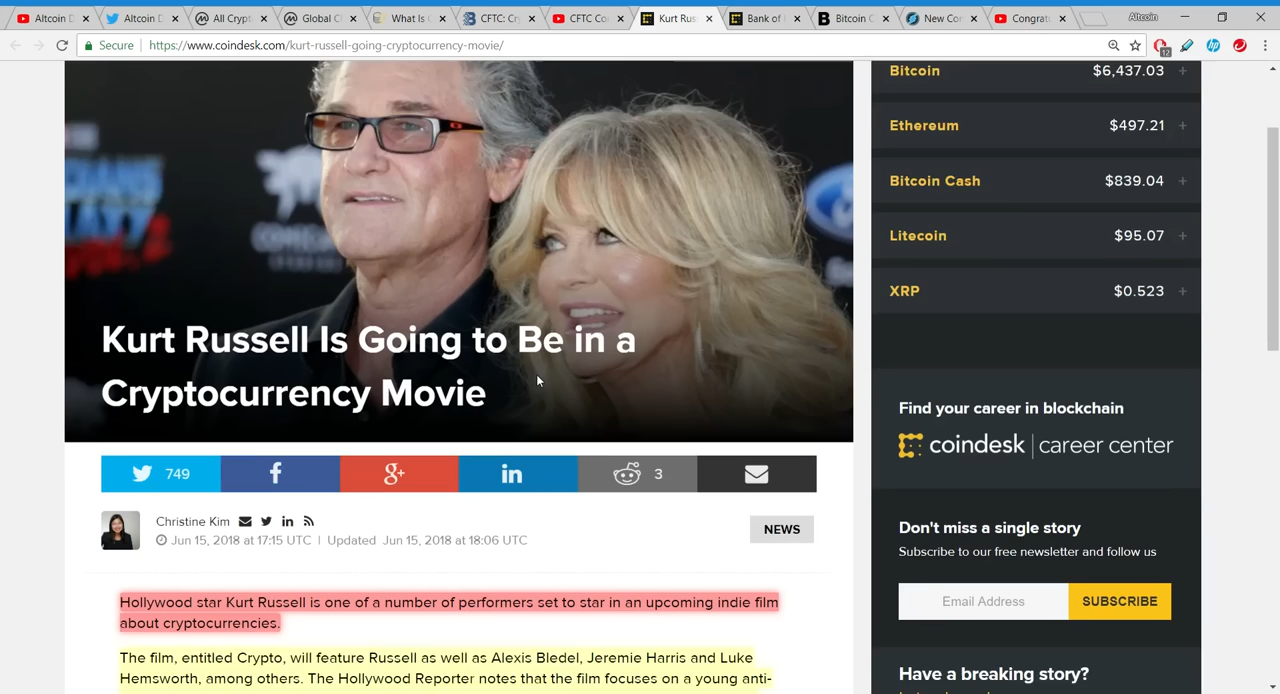 Altcoin D
Altcoin D
All Crypt
Global C
What Is
CFTC: Cr
CFTC Co
Kurt Rus
Bank of
Bitcoin C
New Con
Congrat
Altcoin
Secure
https://www.coindesk.com/kurt-russell-going-cryptocurrency-movie/
12
Bitcoin $6,437.03 +
Ethereum $497.21 +
Bitcoin Cash $839.04 +
Litecoin $95.07 +
XRP $0.523 +
Kurt Russell Is Going to Be in a
Cryptocurrency Movie
749
3
Christine Kim
Jun 15, 2018 at 17:15 UTC | Updated Jun 15, 2018 at 18:06 UTC
NEWS
Hollywood star Kurt Russell is one of a number of performers set to star in an upcoming indie film
about cryptocurrencies.
The film, entitled Crypto, will feature Russell as well as Alexis Bledel, Jeremie Harris and Luke
Hemsworth, among others. The Hollywood Reporter notes that the film focuses on a young anti-
Find your career in blockchain
coindesk | career center
Don't miss a single story
Subscribe to our free newsletter and follow us
Email Address
SUBSCRIBE
Have a breaking story?